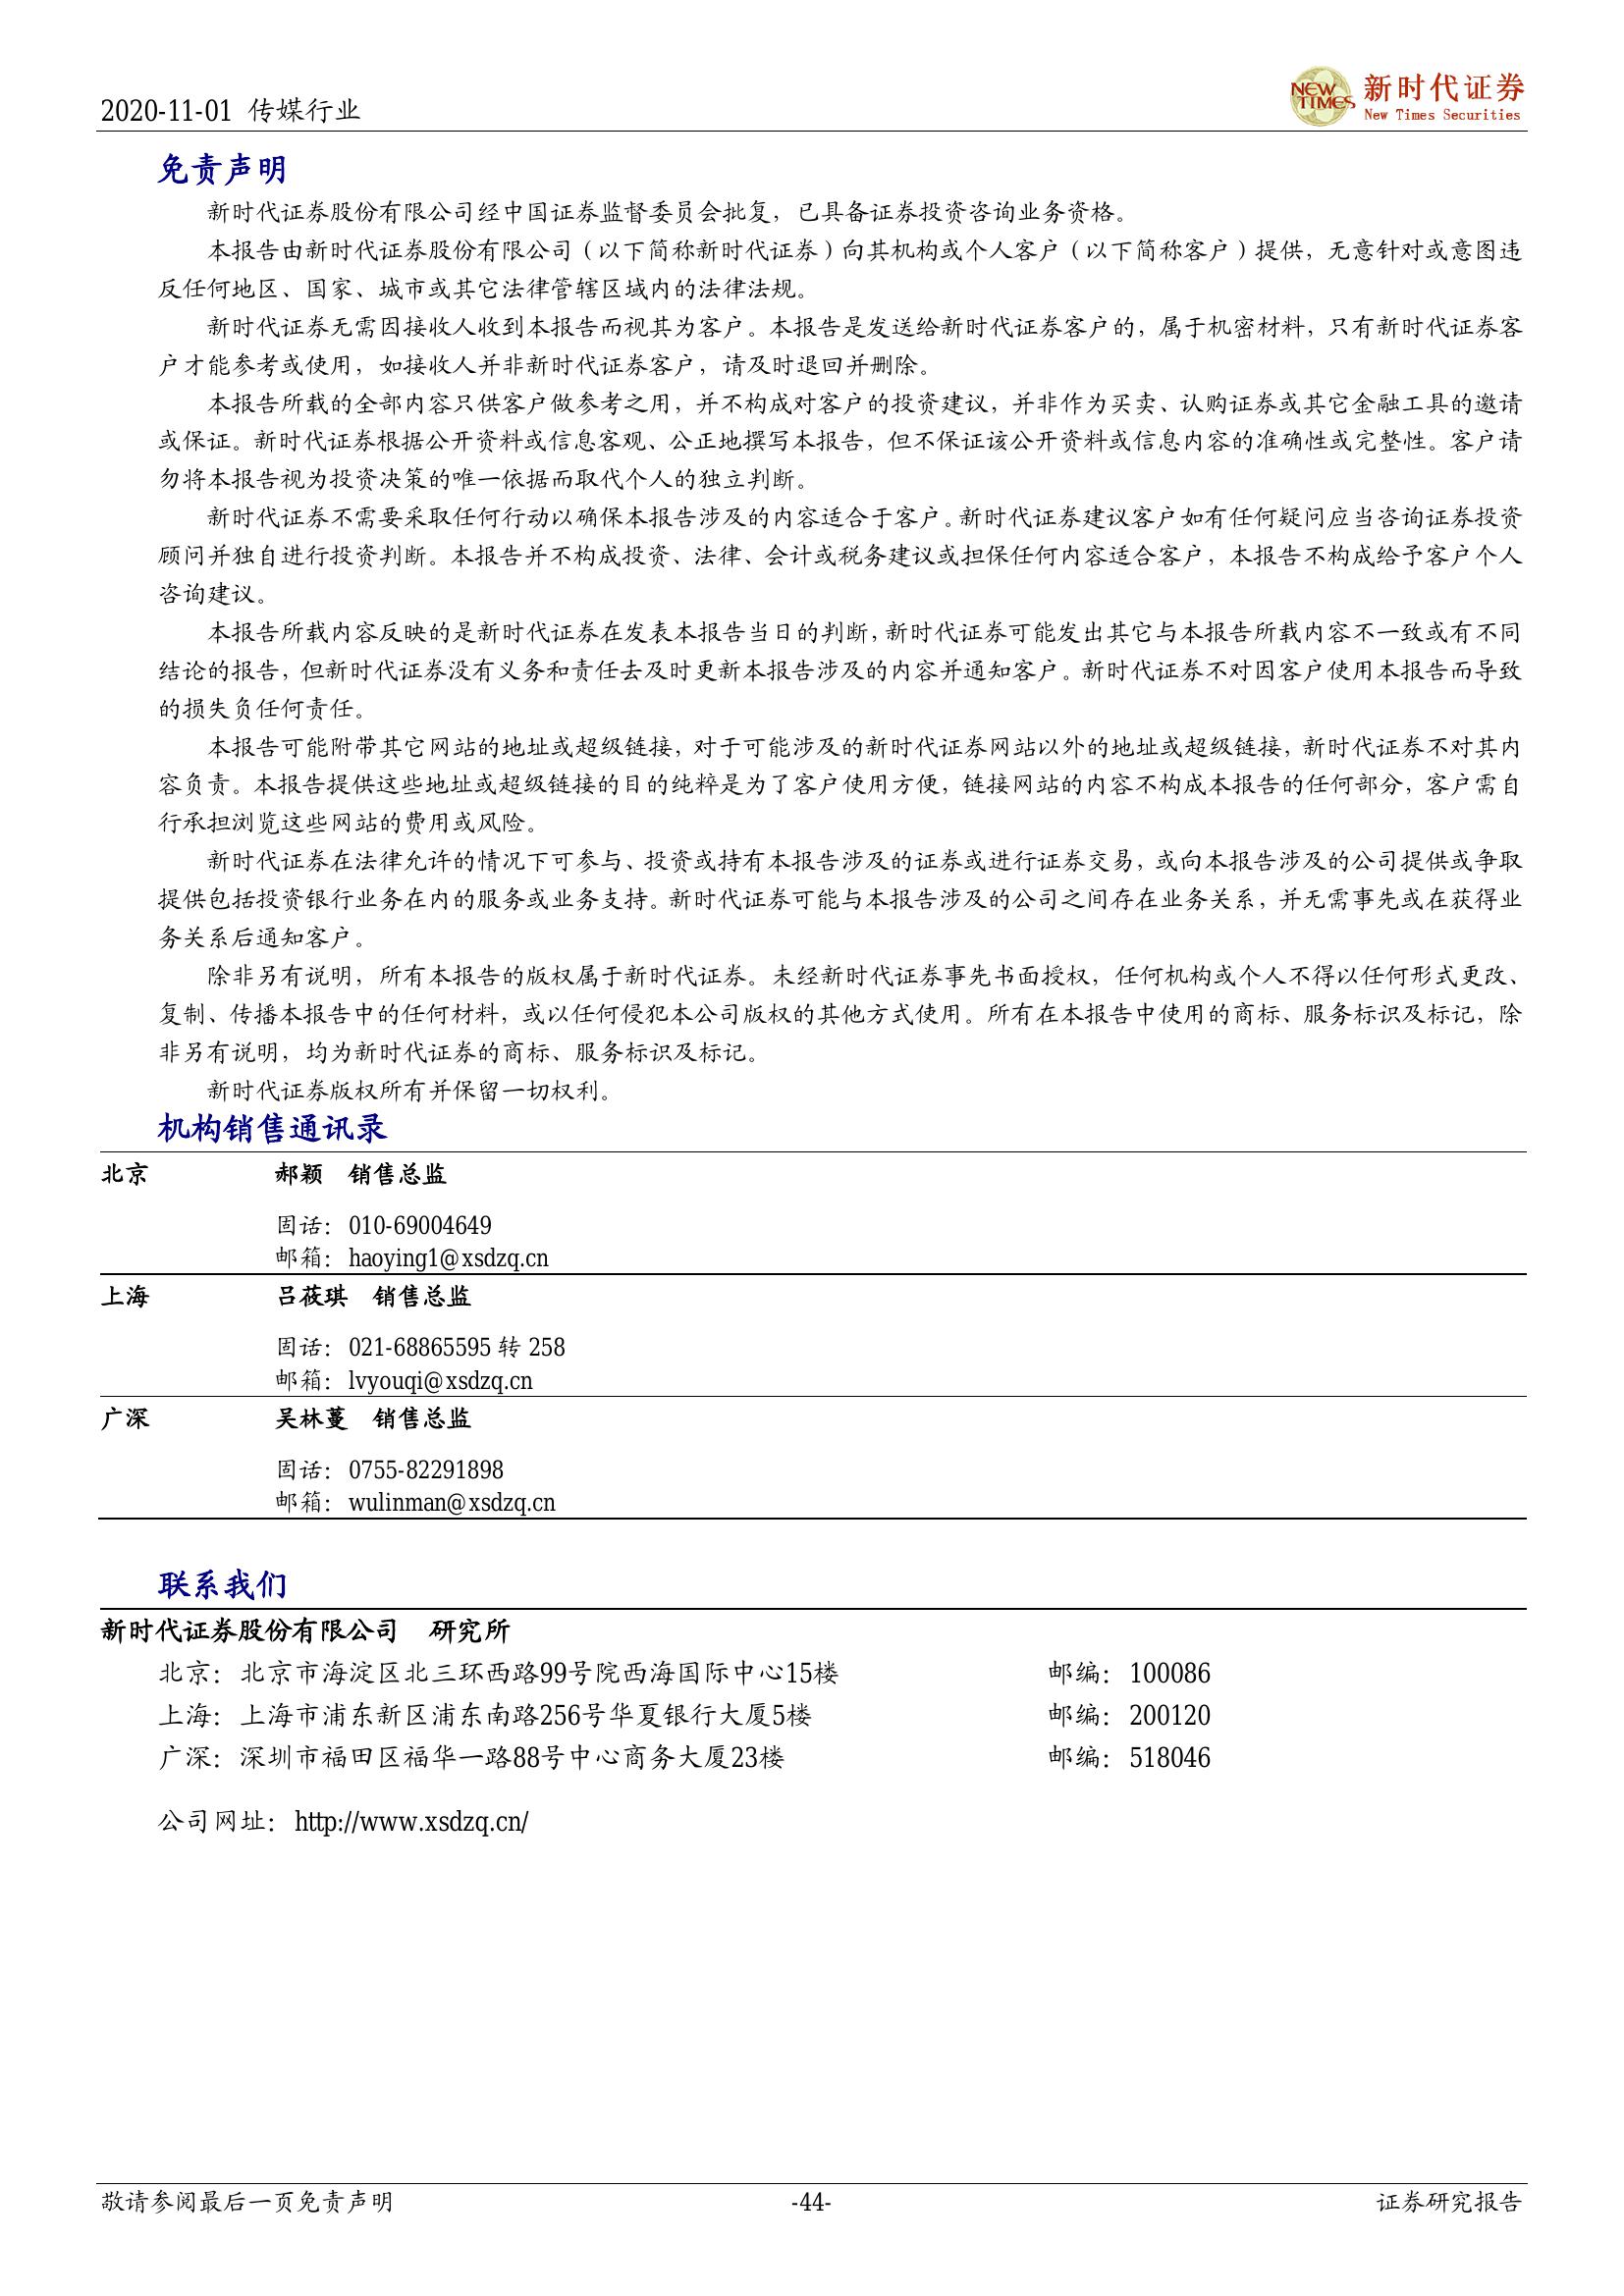 2020-11-01 传媒行业
NEW TIMES
新时代证券
New Times Securities
免责声明
新时代证券股份有限公司经中国证券监督委员会批复，已具备证券投资咨询业务资格。
本报告由新时代证券股份有限公司（以下简称新时代证券）向其机构或个人客户（以下简称客户）提供，无意针对或意图违
反任何地区、国家、城市或其它法律管辖区域内的法律法规。
新时代证券无需因接收人收到本报告而视其为客户。本报告是发送给新时代证券客户的，属于机密材料，只有新时代证券客
户才能参考或使用，如接收人并非新时代证券客户，请及时退回并删除。
本报告所载的全部内容只供客户做参考之用，并不构成对客户的投资建议，并非作为买卖、认购证券或其它金融工具的邀请
或保证。新时代证券根据公开资料或信息客观、公正地撰写本报告，但不保证该公开资料或信息内容的准确性或完整性。客户请
勿将本报告视为投资决策的唯一依据而取代个人的独立判断。
新时代证券不需要采取任何行动以确保本报告涉及的内容适合于客户。新时代证券建议客户如有任何疑问应当咨询证券投资
顾问并独自进行投资判断。本报告并不构成投资、法律、会计或税务建议或担保任何内容适合客户，本报告不构成给予客户个人
咨询建议。
本报告所载内容反映的是新时代证券在发表本报告当日的判断，新时代证券可能发出其它与本报告所载内容不一致或有不同
结论的报告，但新时代证券没有义务和责任去及时更新本报告涉及的内容并通知客户。新时代证券不对因客户使用本报告而导致
的损失负任何责任。
本报告可能附带其它网站的地址或超级链接，对于可能涉及的新时代证券网站以外的地址或超级链接，新时代证券不对其内
容负责。本报告提供这些地址或超级链接的目的纯粹是为了客户使用方便，链接网站的内容不构成本报告的任何部分，客户需自
行承担浏览这些网站的费用或风险。
新时代证券在法律允许的情况下可参与、投资或持有本报告涉及的证券或进行证券交易，或向本报告涉及的公司提供或争取
提供包括投资银行业务在内的服务或业务支持。新时代证券可能与本报告涉及的公司之间存在业务关系，并无需事先或在获得业
务关系后通知客户。
除非另有说明，所有本报告的版权属于新时代证券。未经新时代证券事先书面授权，任何机构或个人不得以任何形式更改、
复制、传播本报告中的任何材料，或以任何侵犯本公司版权的其他方式使用。所有在本报告中使用的商标、服务标识及标记，除
非另有说明，均为新时代证券的商标、服务标识及标记。
新时代证券版权所有并保留一切权利。
机构销售通讯录
北京 郝颖 销售总监
固话：010-69004649
邮箱：haoying1@xsdzq.cn
上海 吕莜琪 销售总监
固话：021-68865595 转 258
邮箱：lvyouqi@xsdzq.cn
广深 吴林蔓 销售总监
固话：0755-82291898
邮箱：wulinman@xsdzq.cn
联系我们
新时代证券股份有限公司 研究所
北京：北京市海淀区北三环西路99号院西海国际中心15楼 邮编：100086
上海：上海市浦东新区浦东南路256号华夏银行大厦5楼 邮编：200120
广深：深圳市福田区福华一路88号中心商务大厦23楼 邮编：518046
公司网址：http://www.xsdzq.cn/
敬请参阅最后一页免责声明 -44- 证券研究报告